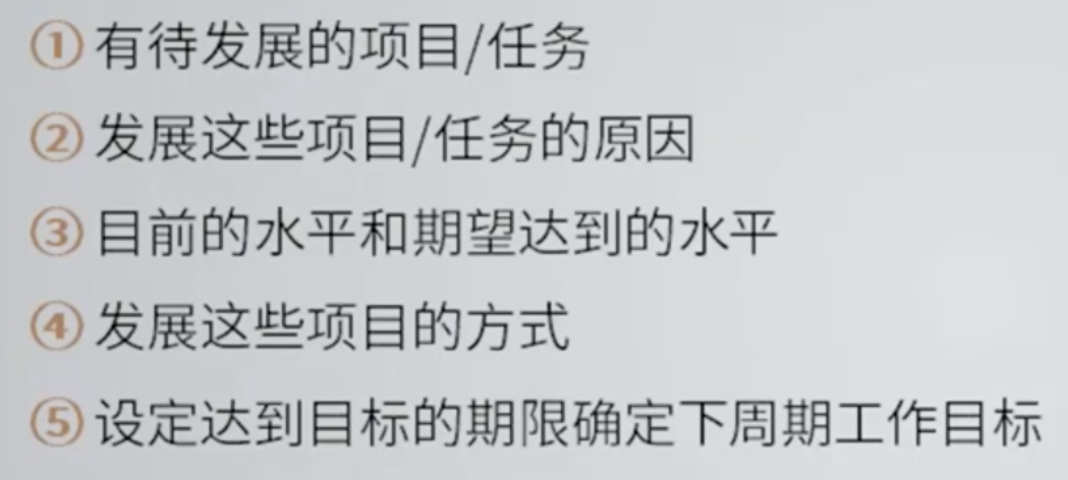 ① 有待发展的项目/任务
② 发展这些项目/任务的原因
③ 目前的水平和期望达到的水平
④ 发展这些项目的方式
⑤ 设定达到目标的期限确定下周期工作目标